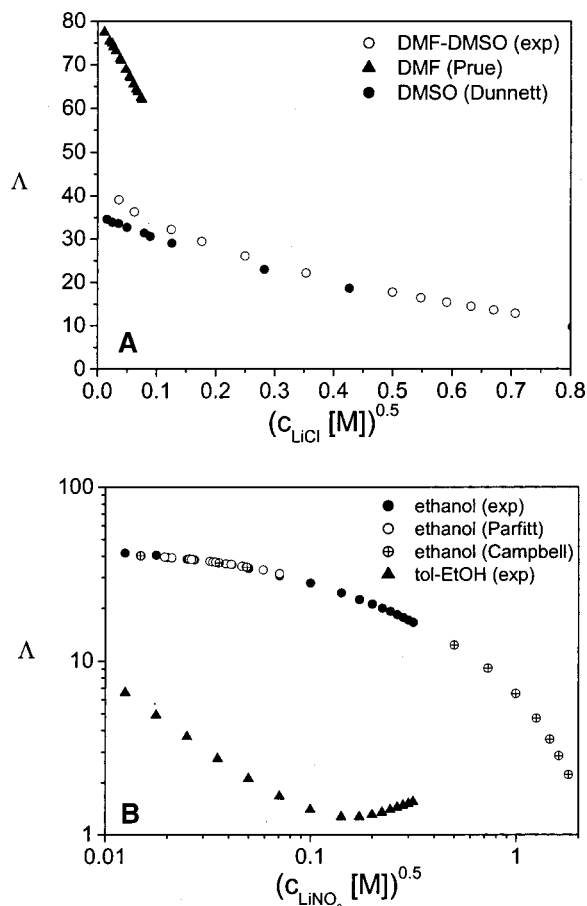 80
70
60
50
40
30
20
10
0
Λ
DMF-DMSO (exp)
DMF (Prue)
DMSO (Dunnett)
A
0.0 0.1 0.2 0.3 0.4 0.5 0.6 0.7 0.8
(c LiCl [M])^0.5
100
10
1
Λ
ethanol (exp)
ethanol (Parfitt)
ethanol (Campbell)
tol-EtOH (exp)
B
0.01 0.1 1
(c LiNO3 [M])^0.5